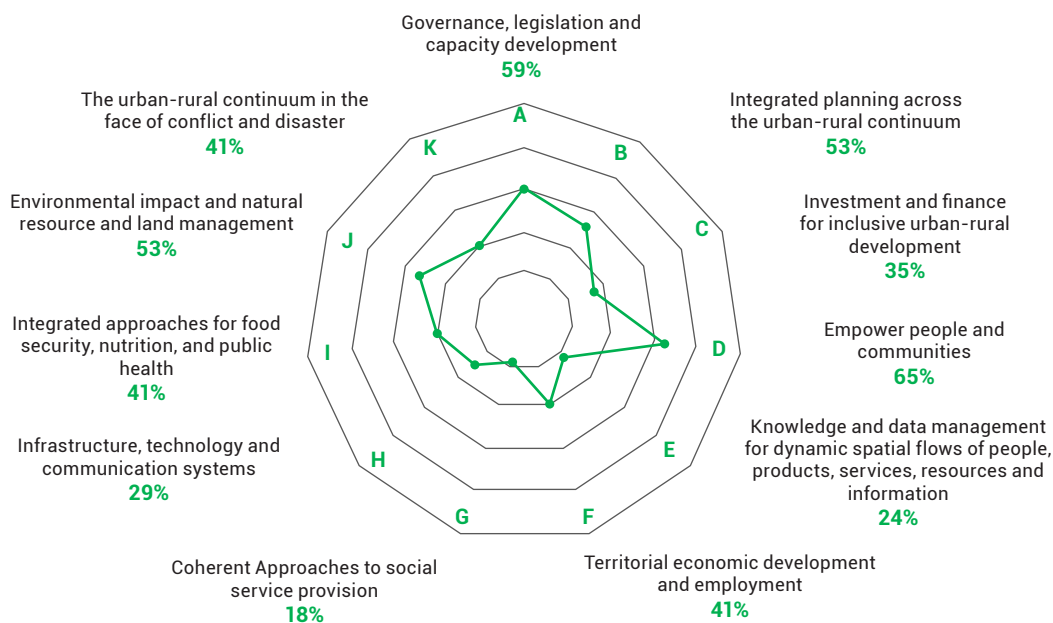 Governance, legislation and
capacity development
59%
The urban-rural continuum in the
face of conflict and disaster
41%
Integrated planning across
the urban-rural continuum
53%
Environmental impact and natural
resource and land management
53%
Investment and finance
for inclusive urban-rural
development
35%
Integrated approaches for food
security, nutrition, and public
health
41%
Empower people and
communities
65%
Infrastructure, technology and
communication systems
29%
Knowledge and data management
for dynamic spatial flows of people,
products, services, resources and
information
24%
Coherent Approaches to social
service provision
18%
Territorial economic development
and employment
41%
A
B
C
D
E
F
G
H
I
J
K